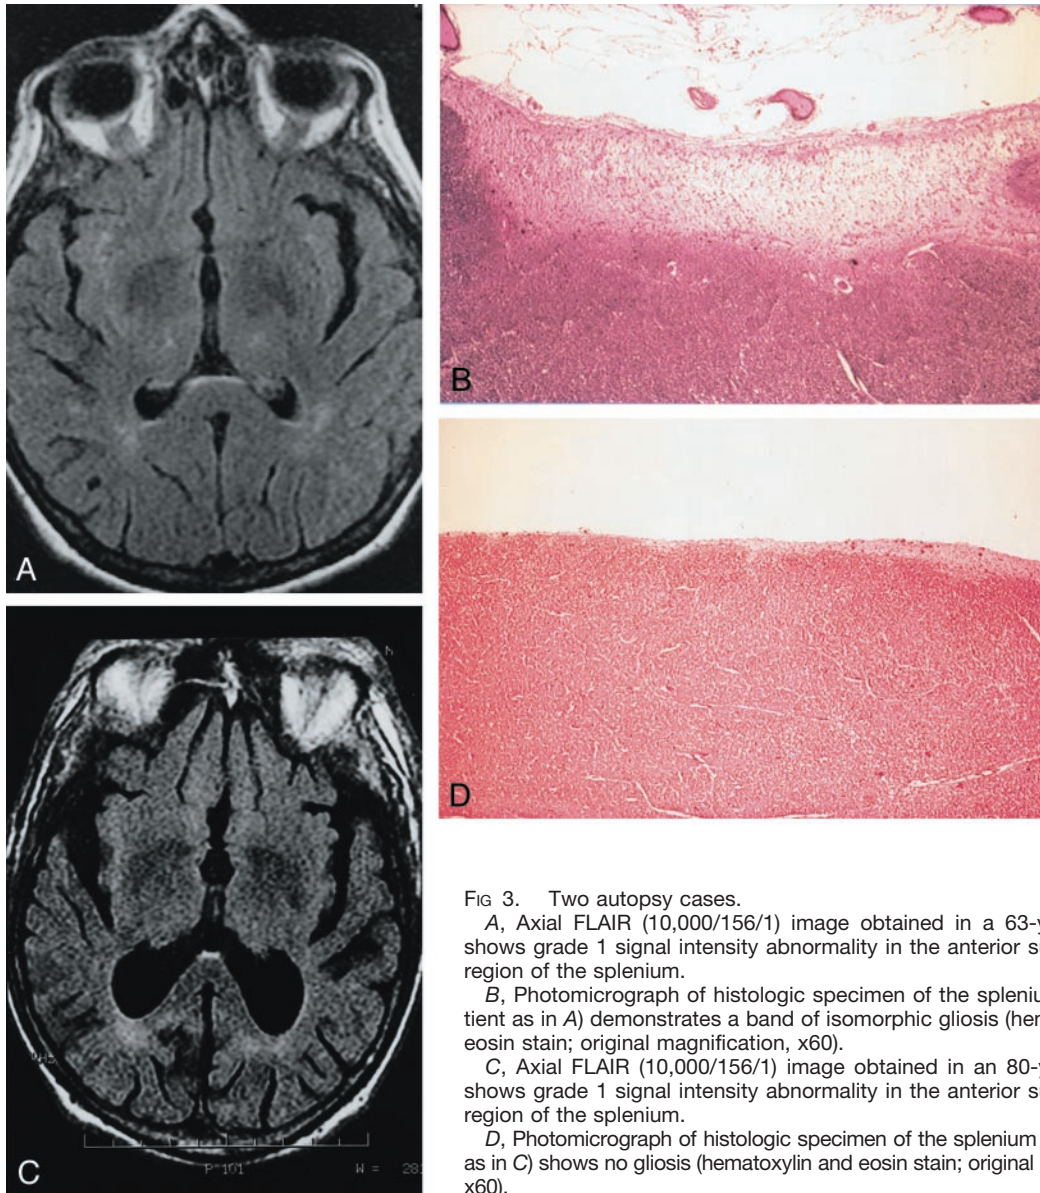 A
B
C
D
P 101
W = 281
FIG 3. Two autopsy cases.
A, Axial FLAIR (10,000/156/1) image obtained in a 63-y
shows grade 1 signal intensity abnormality in the anterior s
region of the splenium.
B, Photomicrograph of histologic specimen of the spleniu
tient as in A) demonstrates a band of isomorphic gliosis (hem
eosin stain; original magnification, x60).
C, Axial FLAIR (10,000/156/1) image obtained in an 80-y
shows grade 1 signal intensity abnormality in the anterior s
region of the splenium.
D, Photomicrograph of histologic specimen of the splenium
as in C) shows no gliosis (hematoxylin and eosin stain; original
x60).